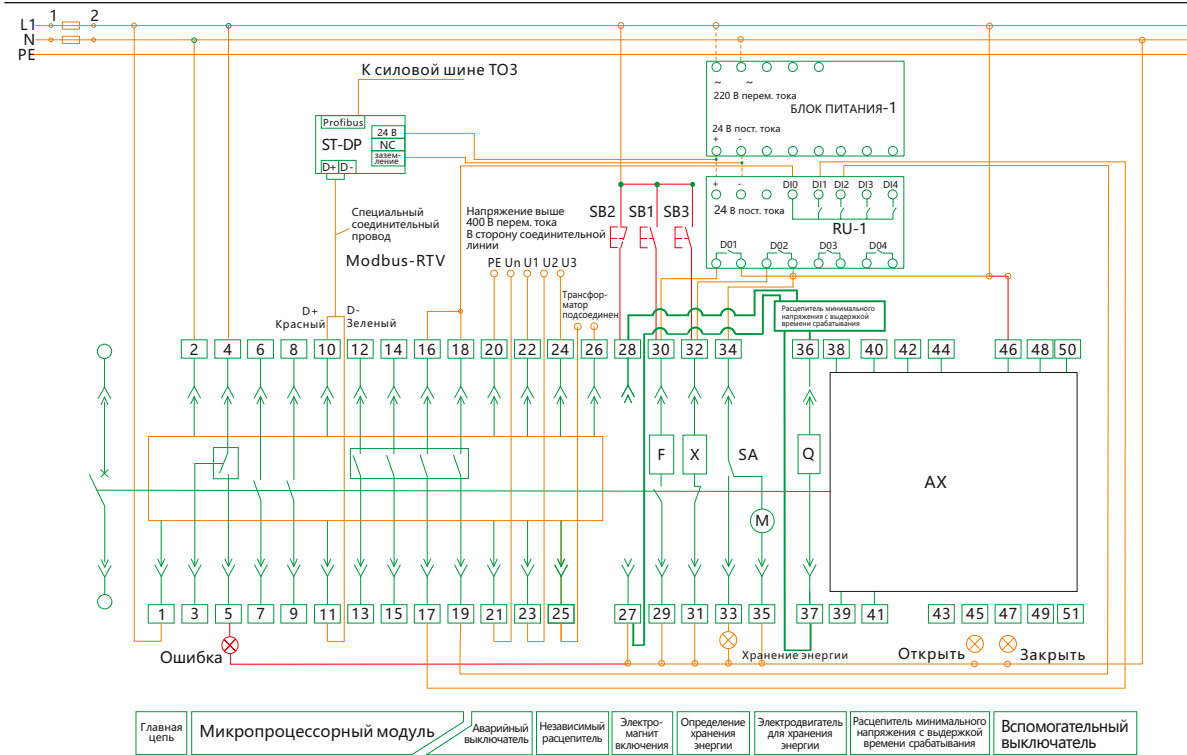 1 2
L1
N
PE
К силовой шине ТО3
Profibus
ST-DP
24 В
NC
зазем-
ление
D+ D-
~ ~
220 В перем. тока
БЛОК ПИТАНИЯ-1
24 В пост. тока
+ -
+ -
DI0 DI1 DI2 DI3 DI4
24 В пост. тока
RU-1
D01 D02 D03 D04
SB2 SB1 SB3
Специальный
соединительный
провод
Modbus-RTV
Напряжение выше
400 В перем. тока
В сторону соединительной
линии
PE Un U1 U2 U3
Трансфор-
матор
подсоединен
D+
Красный
D-
Зеленый
Расцепитель минимального
напряжения с выдержкой
времени срабатывания
2 4 6 8 10 12 14 16 18 20 22 24 26 28 30 32 34 36 38 40 42 44 46 48 50
F X SA Q
M
AX
1 3 5 7 9 11 13 15 17 19 21 23 25 27 29 31 33 35 37 39 41 43 45 47 49 51
Ошибка
Хранение энергии
Открыть
Закрыть
Главная
цепь
Микропроцессорный модуль
Аварийный
выключатель
Независимый
расцепитель
Электро-
магнит
включения
Определение
хранения
энергии
Электродвигатель
для хранения
энергии
Расцепитель минимального
напряжения с выдержкой
времени срабатывания
Вспомогательный
выключатель